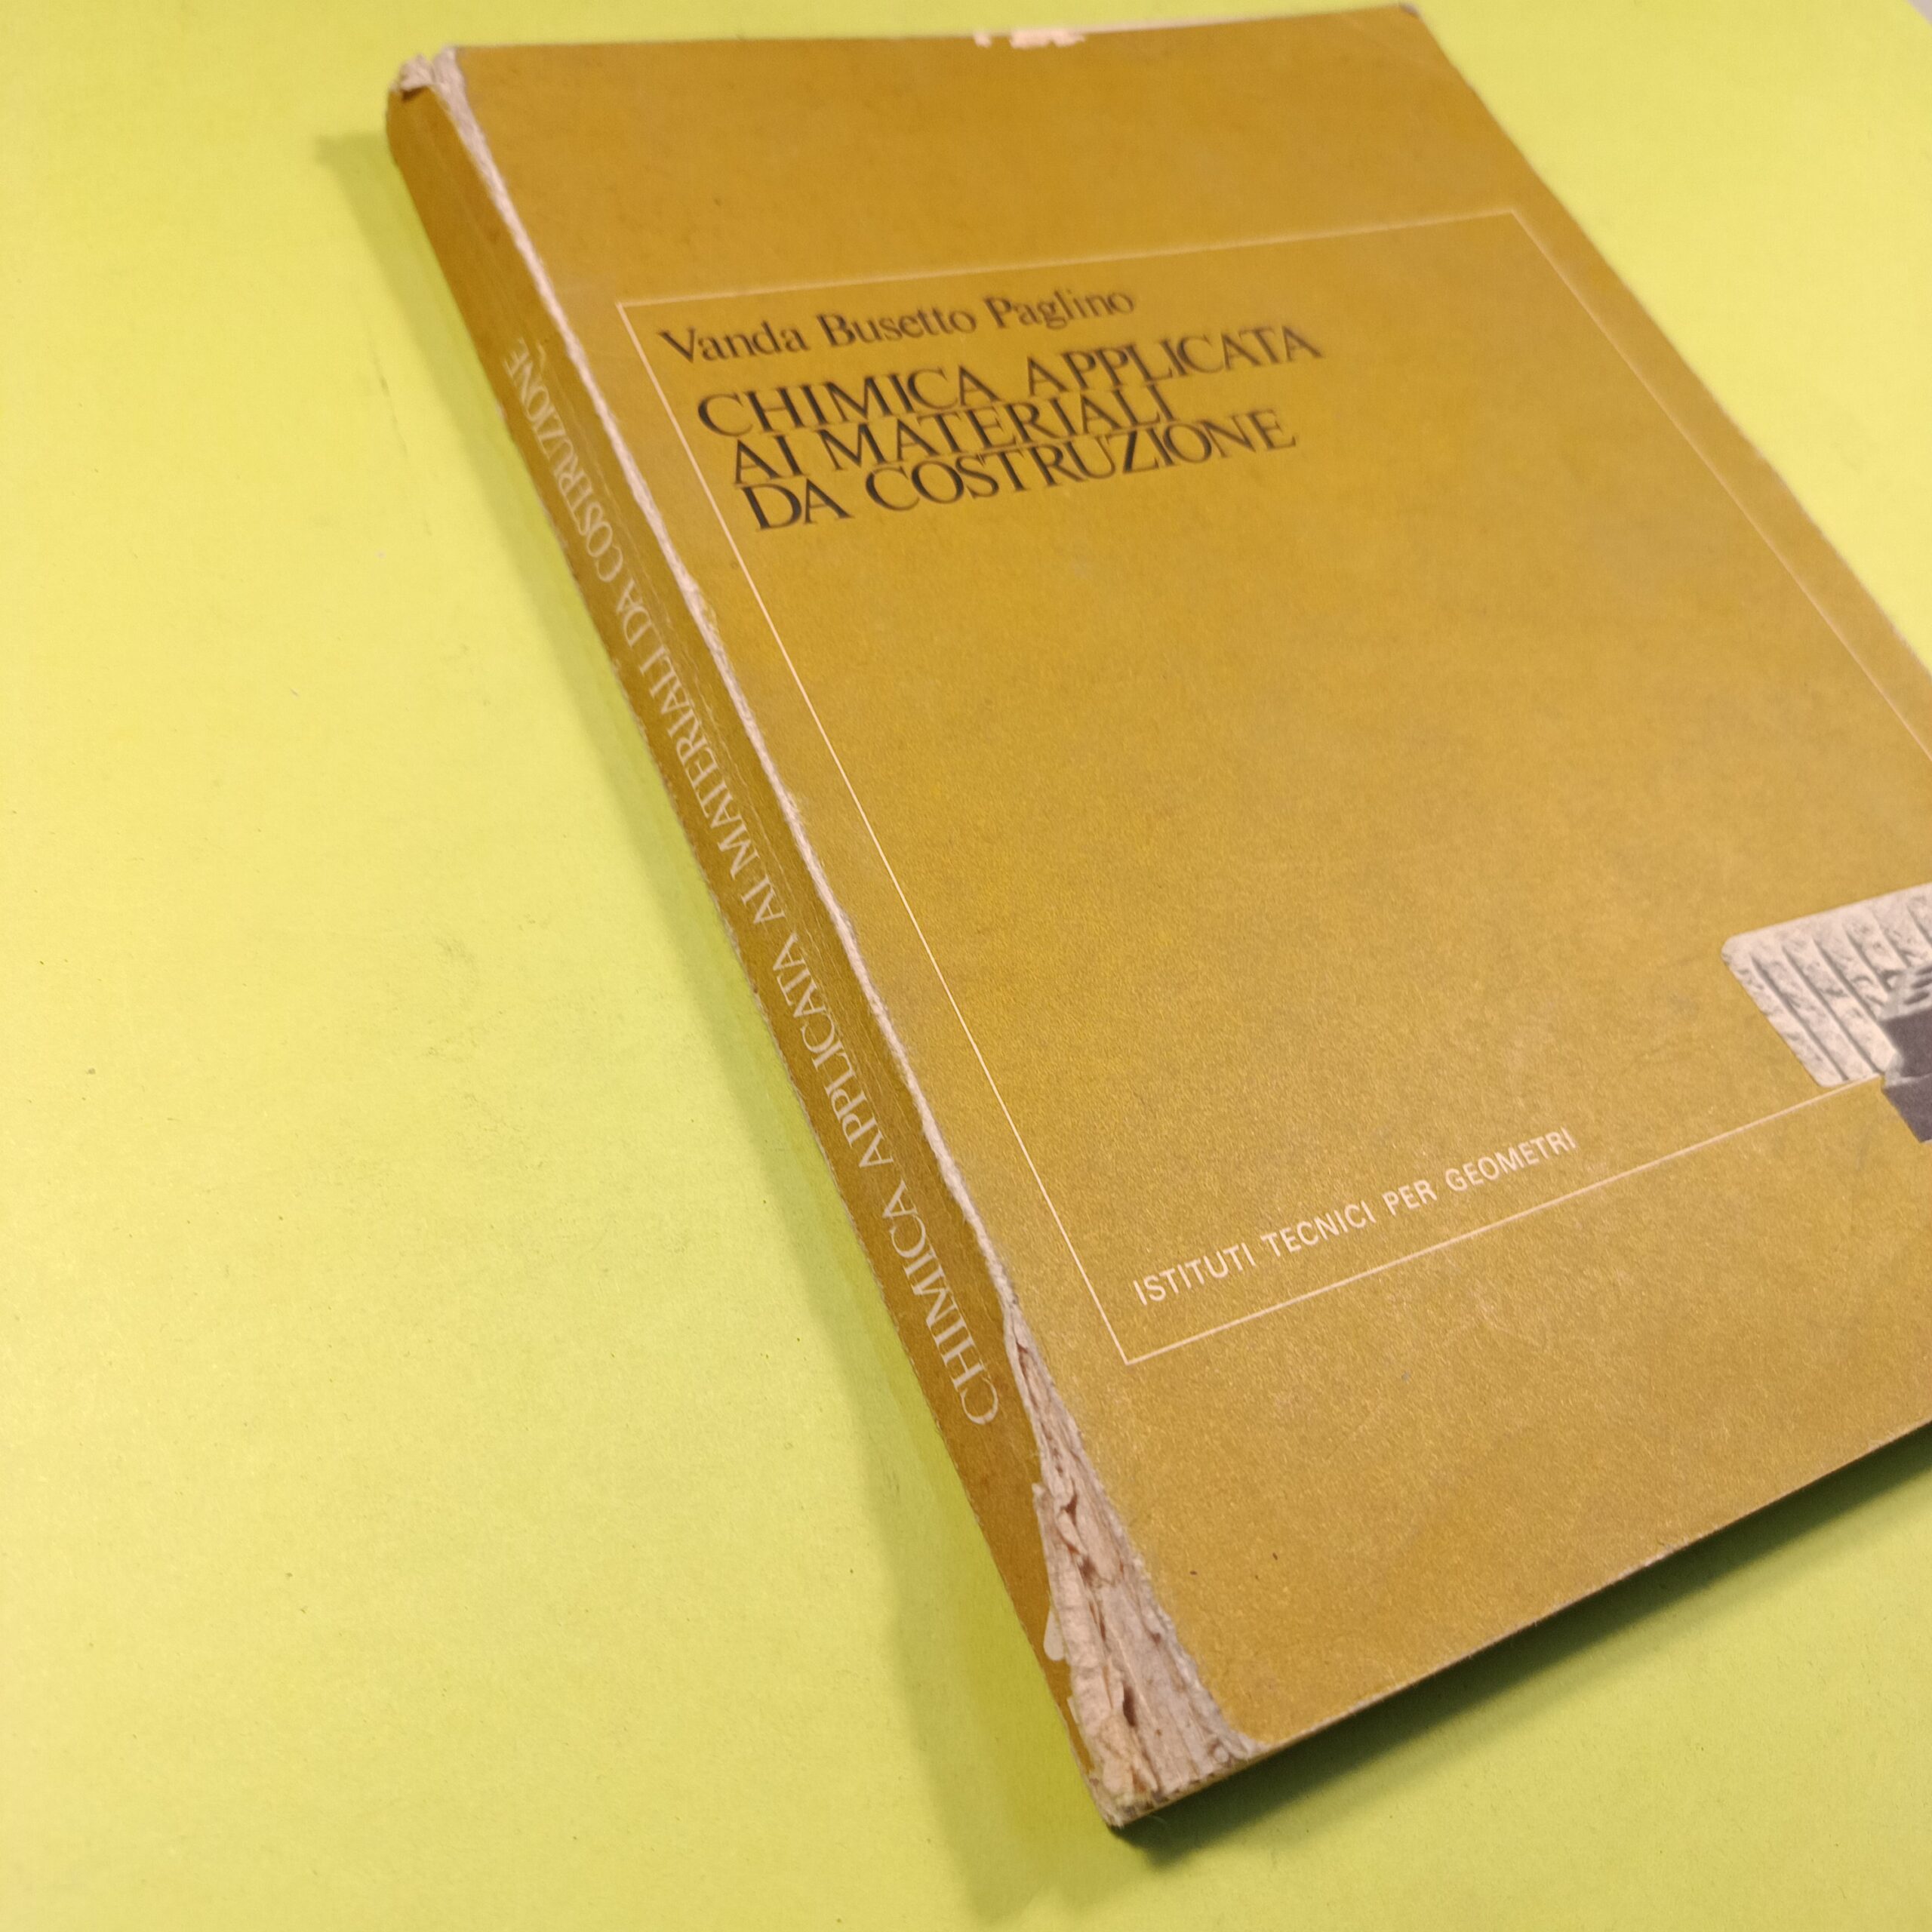 Vanda Busetto Paglino
CHIMICA APPLICATA
AI MATERIALI
DA COSTRUZIONE
ISTITUTI TECNICI PER GEOMETRI
CHIMICA APPLICATA AI MATERIALI DA COSTRUZIONE